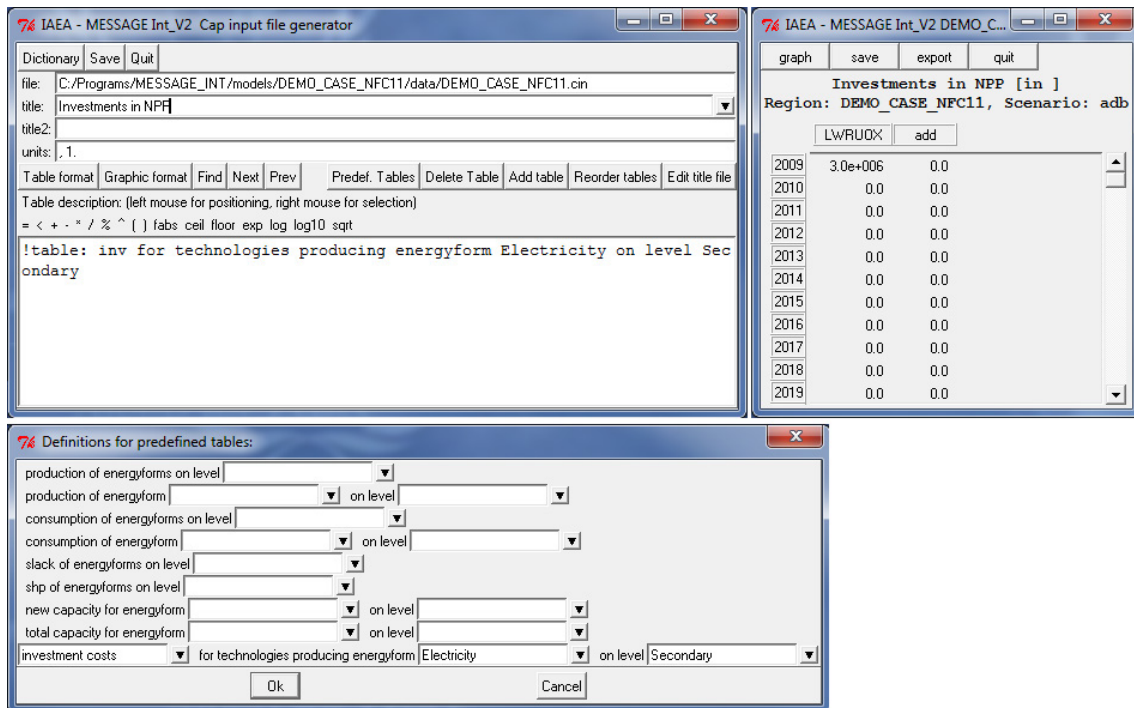 IAEA - MESSAGE Int_V2 Cap input file generator
Dictionary Save Quit
file: C:/Programs/MESSAGE_INT/models/DEMO_CASE_NFC11/data/DEMO_CASE_NFC11.cin
title: Investments in NPP
title2:
units: , 1.
Table format Graphic format Find Next Prev Predef. Tables Delete Table Add table Reorder tables Edit title file
Table description: (left mouse for positioning, right mouse for selection)
= < + - * / % ^ ( ) fabs ceil floor exp log log10 sqrt
!table: inv for technologies producing energyform Electricity on level Sec
ondary
IAEA - MESSAGE Int_V2 DEMO_C...
graph save export quit
Investments in NPP [in ]
Region: DEMO_CASE_NFC11, Scenario: adb
LWRUOX add
2009 3.0e+006 0.0
2010 0.0 0.0
2011 0.0 0.0
2012 0.0 0.0
2013 0.0 0.0
2014 0.0 0.0
2015 0.0 0.0
2016 0.0 0.0
2017 0.0 0.0
2018 0.0 0.0
2019 0.0 0.0
Definitions for predefined tables:
production of energyforms on level
production of energyform on level
consumption of energyforms on level
consumption of energyform on level
slack of energyforms on level
shp of energyforms on level
new capacity for energyform on level
total capacity for energyform on level
investment costs for technologies producing energyform Electricity on level Secondary
Ok Cancel